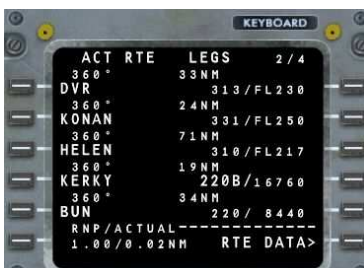 KEYBOARD
ACT RTE LEGS 2/4
360° 33NM
DVR 313/FL230
360° 24NM
KONAN 331/FL250
360° 71NM
HELEN 310/FL217
360° 19NM
KERKY 220B/16760
360° 34NM
BUN 220/ 8440
RNP/ACTUAL----------------
1.00/0.02NM RTE DATA>